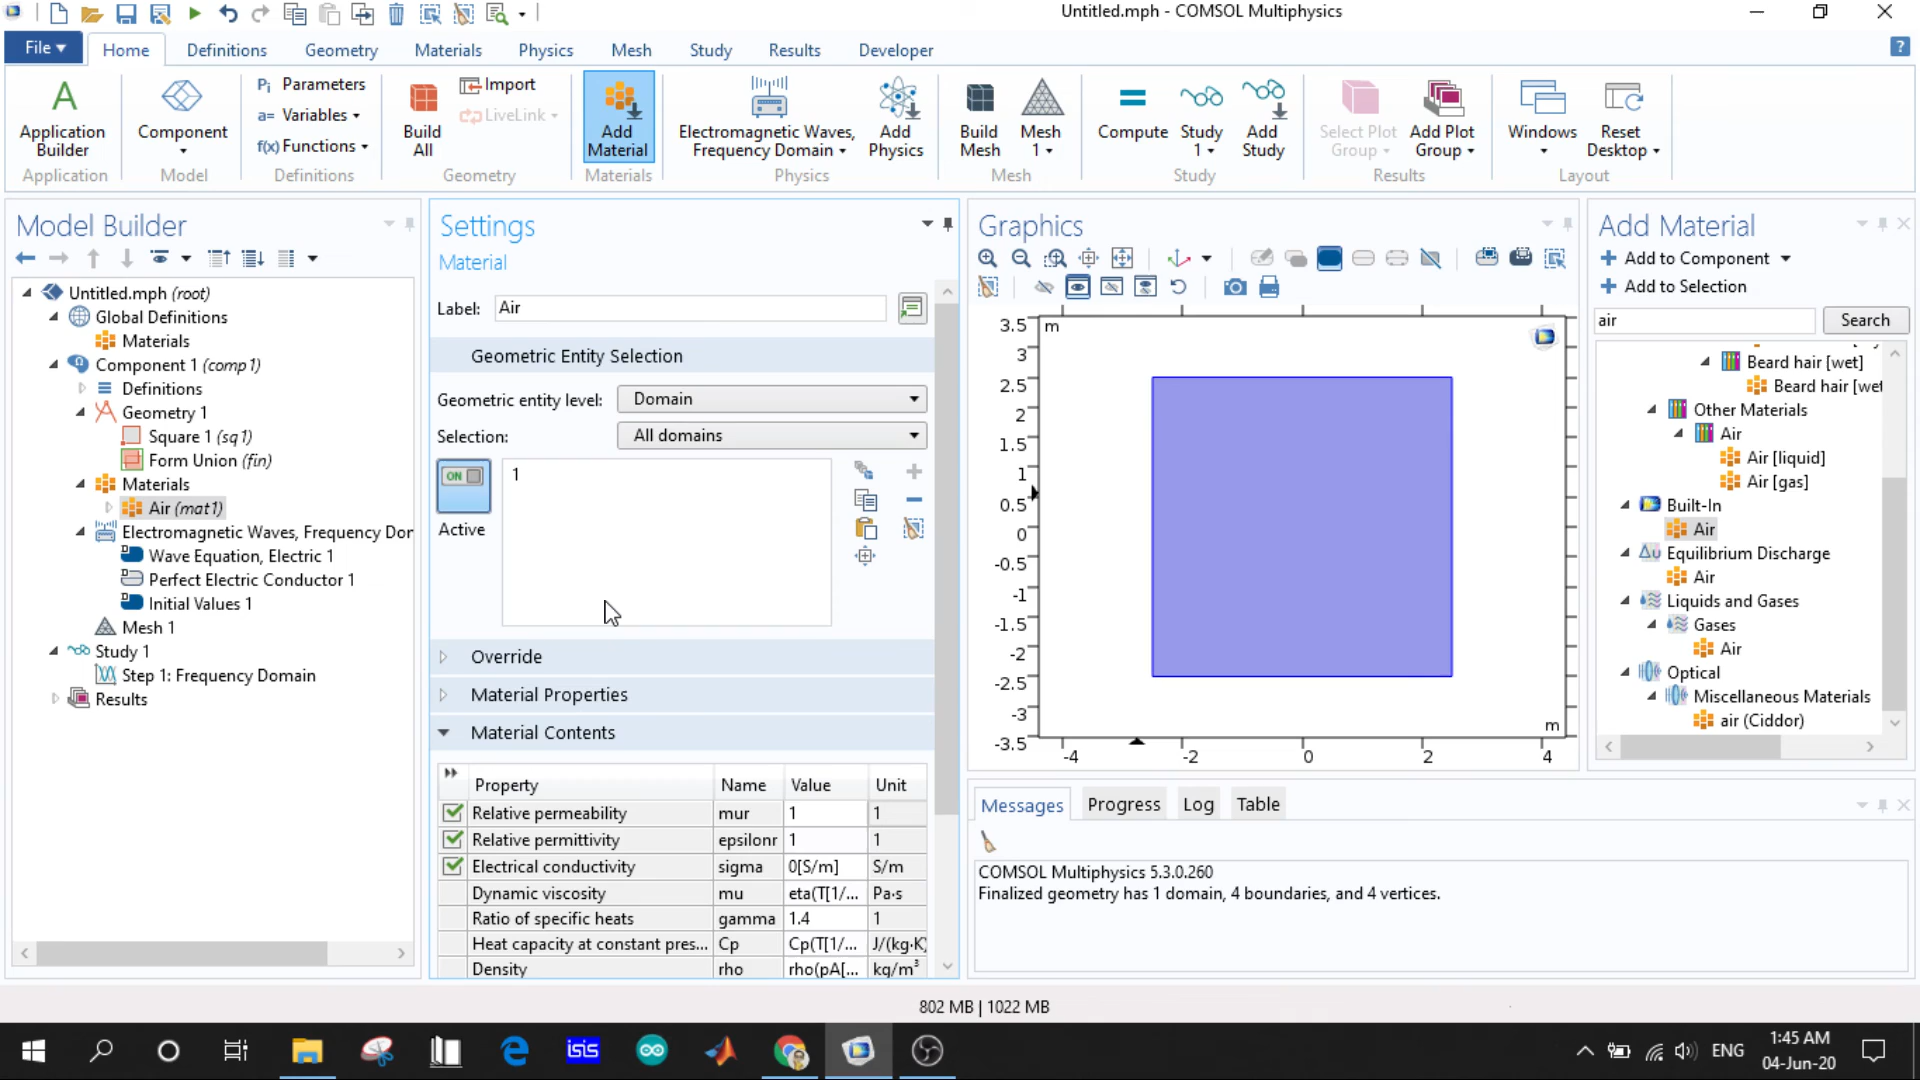 Untitled.mph - COMSOL Multiphysics
File Home Definitions Geometry Materials Physics Mesh Study Results Developer
Application Builder
Application
Component
Model
Pi Parameters
a= Variables
f(x) Functions
Definitions
Build All
Import
LiveLink
Geometry
Add Material
Materials
Electromagnetic Waves, Frequency Domain
Add Physics
Physics
Build Mesh
Mesh 1
Mesh
Compute
Study 1
Add Study
Study
Select Plot Group
Add Plot Group
Results
Windows
Reset Desktop
Layout
Model Builder
Untitled.mph (root)
Global Definitions
Materials
Component 1 (comp1)
Definitions
Geometry 1
Square 1 (sq1)
Form Union (fin)
Materials
Air (mat1)
Electromagnetic Waves, Frequency Dor
Wave Equation, Electric 1
Perfect Electric Conductor 1
Initial Values 1
Mesh 1
Study 1
Step 1: Frequency Domain
Results
Settings
Material
Label: Air
Geometric Entity Selection
Geometric entity level: Domain
Selection: All domains
ON
1
Active
Override
Material Properties
Material Contents
Property Name Value Unit
Relative permeability mur 1 1
Relative permittivity epsilonr 1 1
Electrical conductivity sigma 0[S/m] S/m
Dynamic viscosity mu eta(T[1/... Pa·s
Ratio of specific heats gamma 1.4 1
Heat capacity at constant pres... Cp Cp(T[1/... J/(kg·K)
Density rho rho(pA[... kg/m³
Graphics
3.5 m
3
2.5
2
1.5
1
0.5
0
-0.5
-1
-1.5
-2
-2.5
-3
-3.5
m
-4 -2 0 2 4
Messages Progress Log Table
COMSOL Multiphysics 5.3.0.260
Finalized geometry has 1 domain, 4 boundaries, and 4 vertices.
Add Material
Add to Component
Add to Selection
air Search
Beard hair [wet]
Beard hair [wet
Other Materials
Air
Air [liquid]
Air [gas]
Built-In
Air
Equilibrium Discharge
Air
Liquids and Gases
Gases
Air
Optical
Miscellaneous Materials
air (Ciddor)
802 MB | 1022 MB
isis
ENG
1:45 AM
04-Jun-20